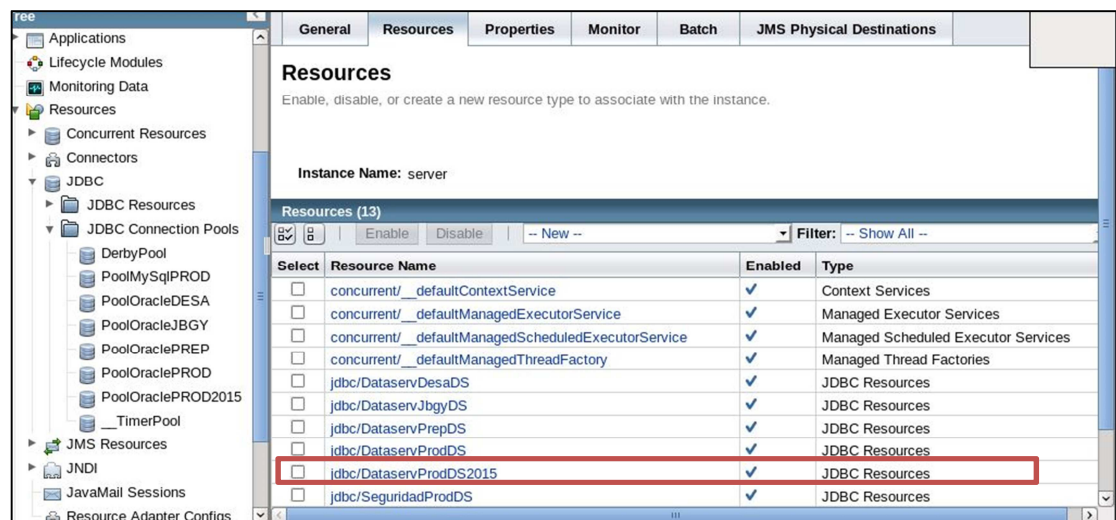 ree
Applications
Lifecycle Modules
Monitoring Data
Resources
Concurrent Resources
Connectors
JDBC
JDBC Resources
JDBC Connection Pools
DerbyPool
PoolMySqlPROD
PoolOracleDESA
PoolOracleJBGY
PoolOraclePREP
PoolOraclePROD
PoolOraclePROD2015
__TimerPool
JMS Resources
JNDI
JavaMail Sessions
Resource Adapter Configs
General Resources Properties Monitor Batch JMS Physical Destinations
Resources
Enable, disable, or create a new resource type to associate with the instance.
Instance Name: server
Resources (13)
Enable Disable -- New -- Filter: -- Show All --
Select Resource Name Enabled Type
concurrent/__defaultContextService Context Services
concurrent/__defaultManagedExecutorService Managed Executor Services
concurrent/__defaultManagedScheduledExecutorService Managed Scheduled Executor Services
concurrent/__defaultManagedThreadFactory Managed Thread Factories
jdbc/DataservDesaDS JDBC Resources
jdbc/DataservJbgyDS JDBC Resources
jdbc/DataservPrepDS JDBC Resources
jdbc/DataservProdDS JDBC Resources
jdbc/DataservProdDS2015 JDBC Resources
jdbc/SeguridadProdDS JDBC Resources